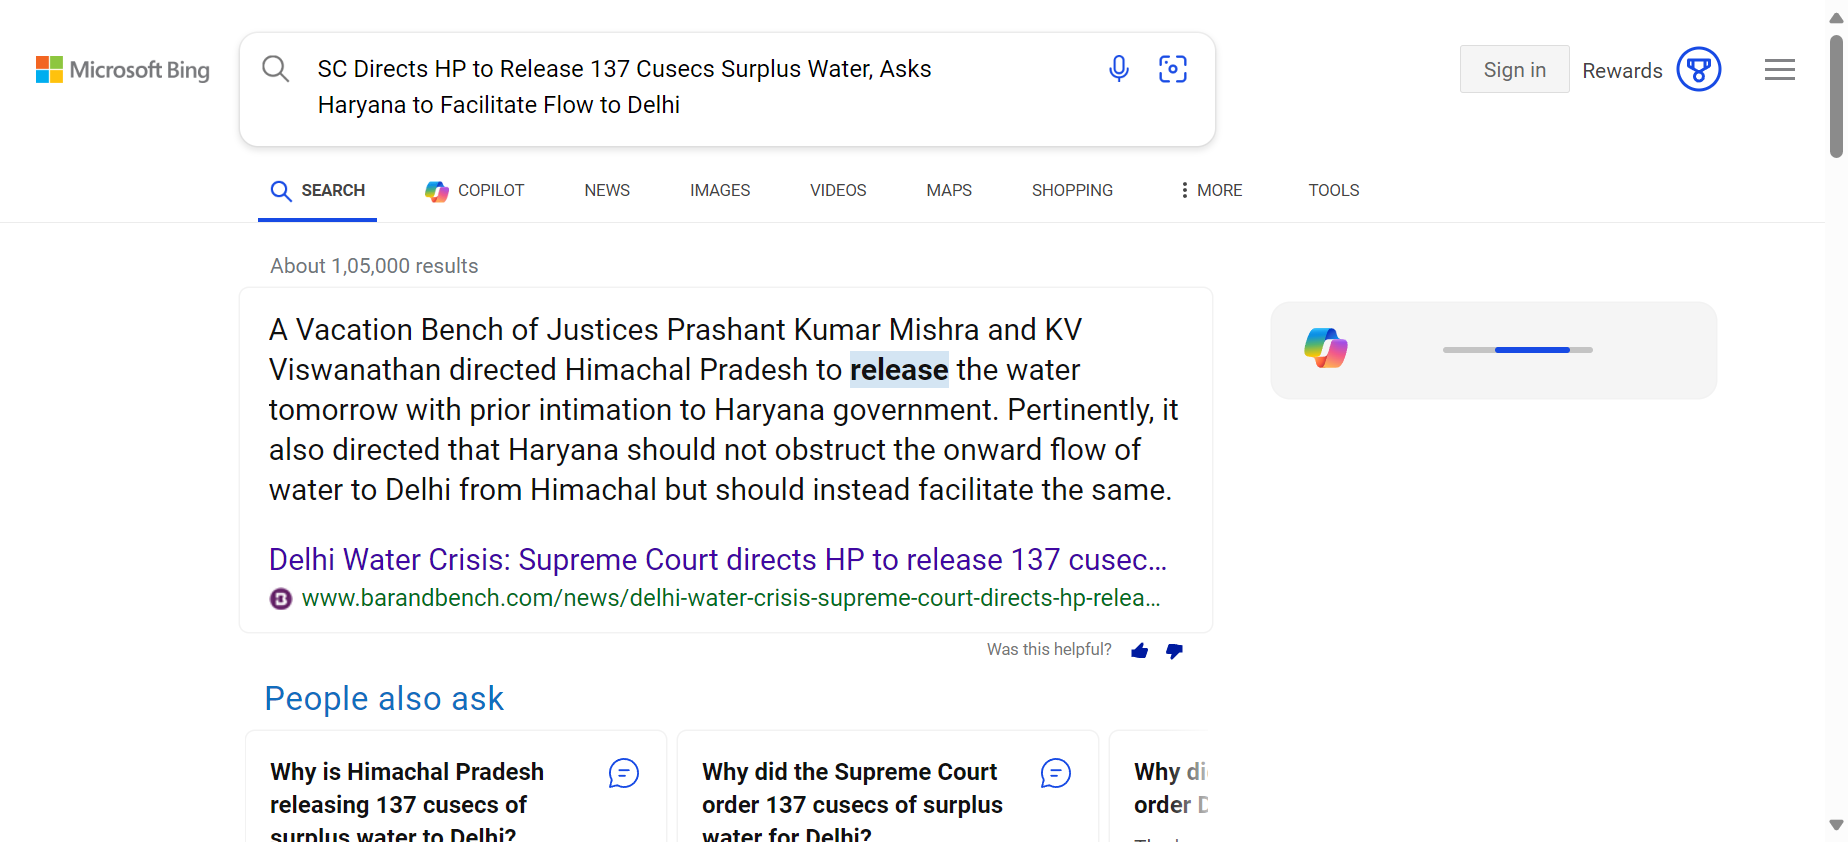 Microsoft Bing
SC Directs HP to Release 137 Cusecs Surplus Water, Asks
Haryana to Facilitate Flow to Delhi
Sign in
Rewards
SEARCH
COPILOT
NEWS
IMAGES
VIDEOS
MAPS
SHOPPING
MORE
TOOLS
About 1,05,000 results
A Vacation Bench of Justices Prashant Kumar Mishra and KV
Viswanathan directed Himachal Pradesh to release the water
tomorrow with prior intimation to Haryana government. Pertinently, it
also directed that Haryana should not obstruct the onward flow of
water to Delhi from Himachal but should instead facilitate the same.
Delhi Water Crisis: Supreme Court directs HP to release 137 cusec...
www.barandbench.com/news/delhi-water-crisis-supreme-court-directs-hp-relea...
Was this helpful?
People also ask
Why is Himachal Pradesh
releasing 137 cusecs of
surplus water to Delhi?
Why did the Supreme Court
order 137 cusecs of surplus
water for Delhi?
Why di
order D